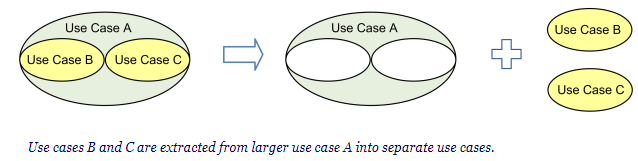 Use Case A
Use Case B
Use Case C
Use Case A
Use Case B
Use Case C
Use cases B and C are extracted from larger use case A into separate use cases.